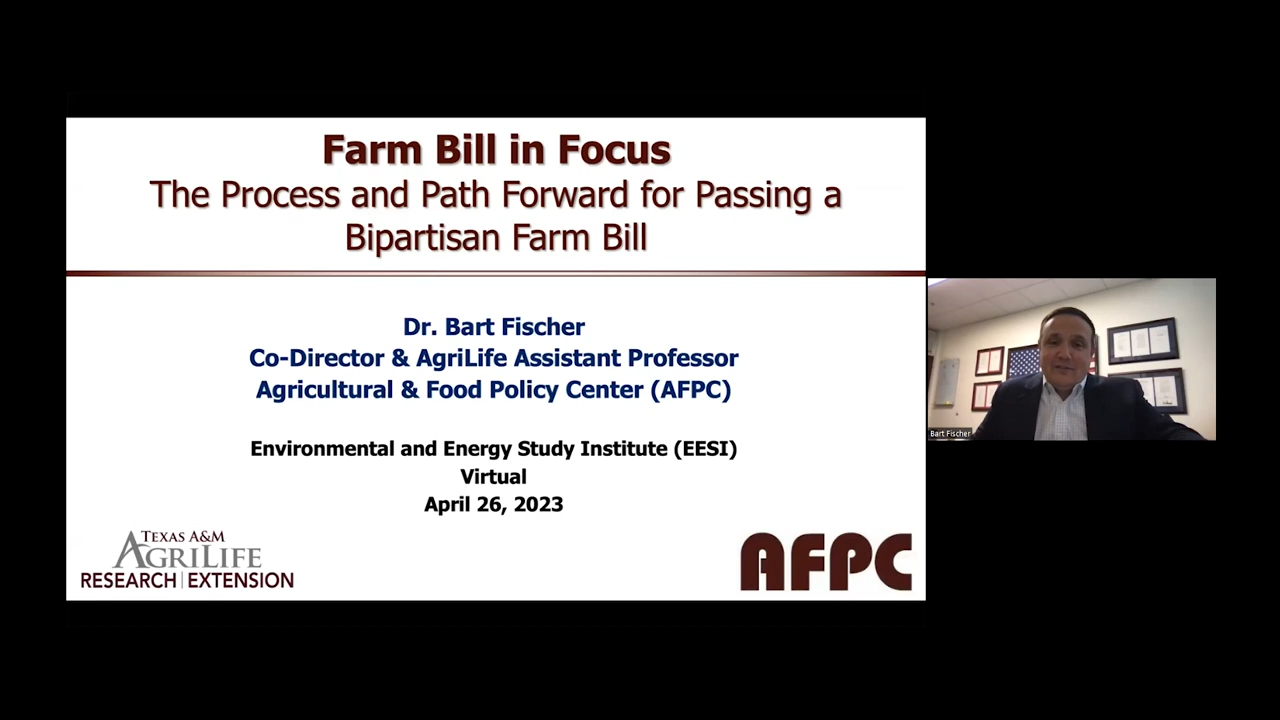 Farm Bill in Focus
The Process and Path Forward for Passing a
Bipartisan Farm Bill
Dr. Bart Fischer
Co-Director & AgriLife Assistant Professor
Agricultural & Food Policy Center (AFPC)
Environmental and Energy Study Institute (EESI)
Virtual
April 26, 2023
TEXAS A&M
AGRILIFE
RESEARCH | EXTENSION
AFPC
Bart Fischer